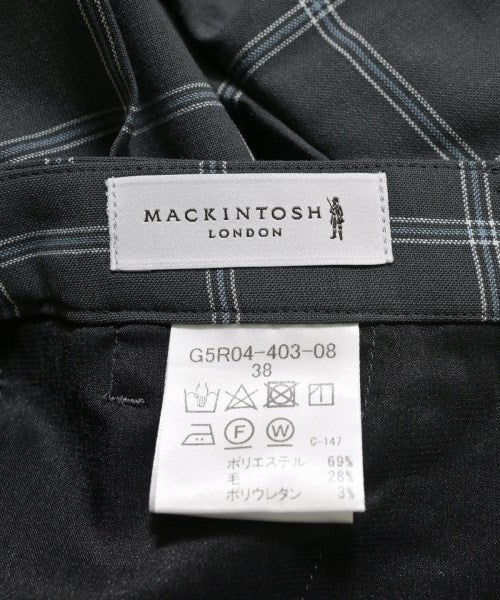 MACKINTOSH
LONDON
G5R04-403-08
38
F W C-147
ポリエステル 69%
毛 28%
ポリウレタン 3%